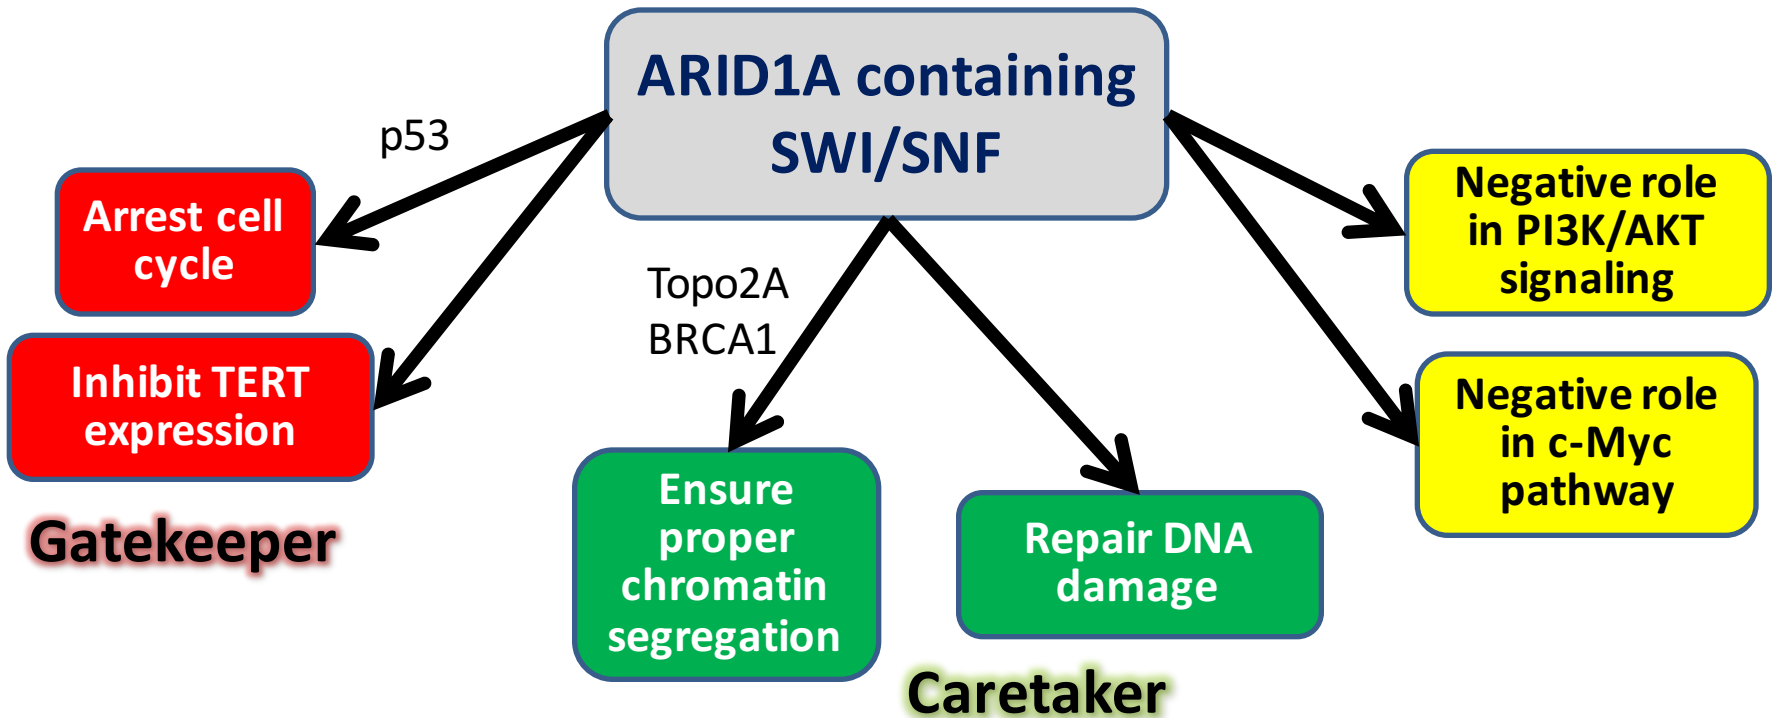 ARID1A containing
SWI/SNF
p53
Arrest cell
cycle
Inhibit TERT
expression
Gatekeeper
Topo2A
BRCA1
Ensure
proper
chromatin
segregation
Repair DNA
damage
Caretaker
Negative role
in PI3K/AKT
signaling
Negative role
in c-Myc
pathway